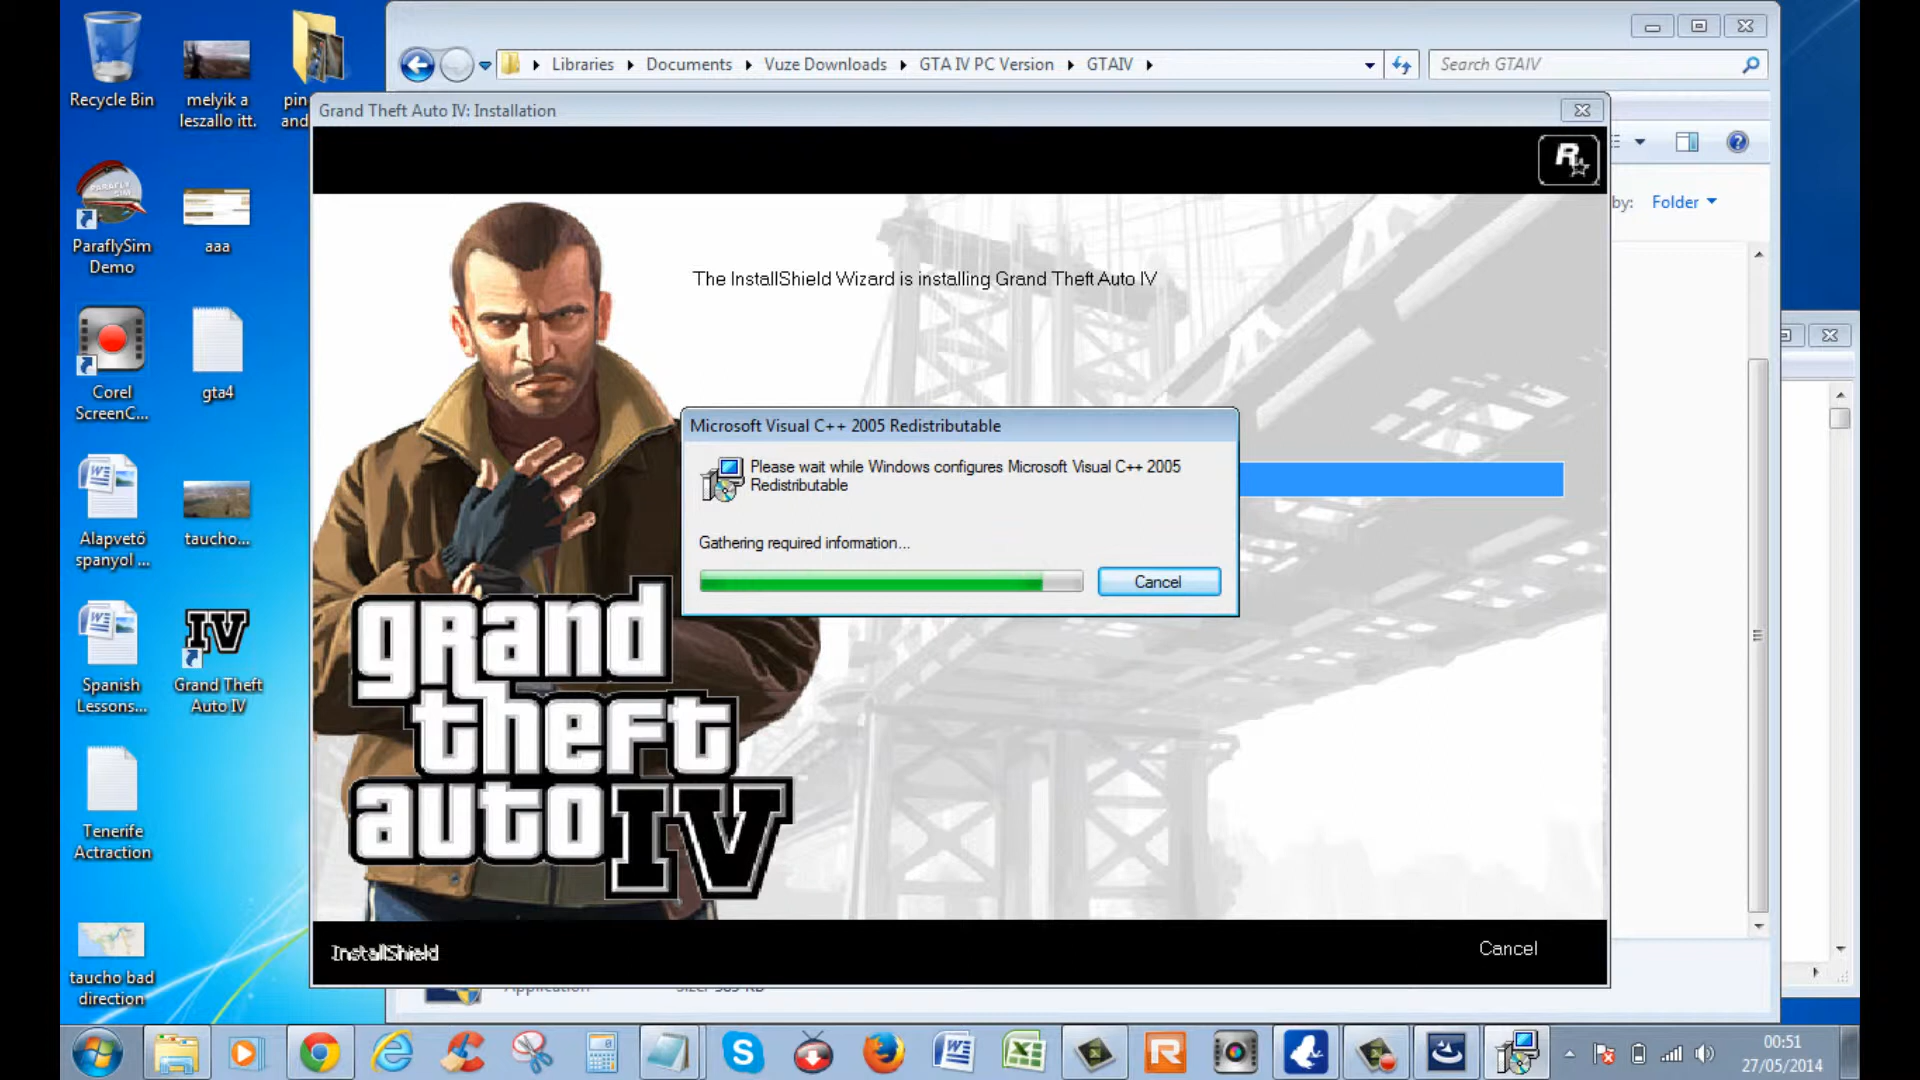 Recycle Bin
melyik a
leszallo itt.
pin
and
ParaflySim
Demo
aaa
Corel
ScreenC...
gta4
Alapvető
spanyol ...
taucho...
Spanish
Lessons...
Grand Theft
Auto IV
Tenerife
Actraction
taucho bad
direction
Libraries
Documents
Vuze Downloads
GTA IV PC Version
GTAIV
Search GTAIV
by: Folder
Grand Theft Auto IV: Installation
R
The InstallShield Wizard is installing Grand Theft Auto IV
Microsoft Visual C++ 2005 Redistributable
Please wait while Windows configures Microsoft Visual C++ 2005
Redistributable
Gathering required information...
Cancel
grand
theft
auto IV
InstallShield
Cancel
Application
00:51
27/05/2014